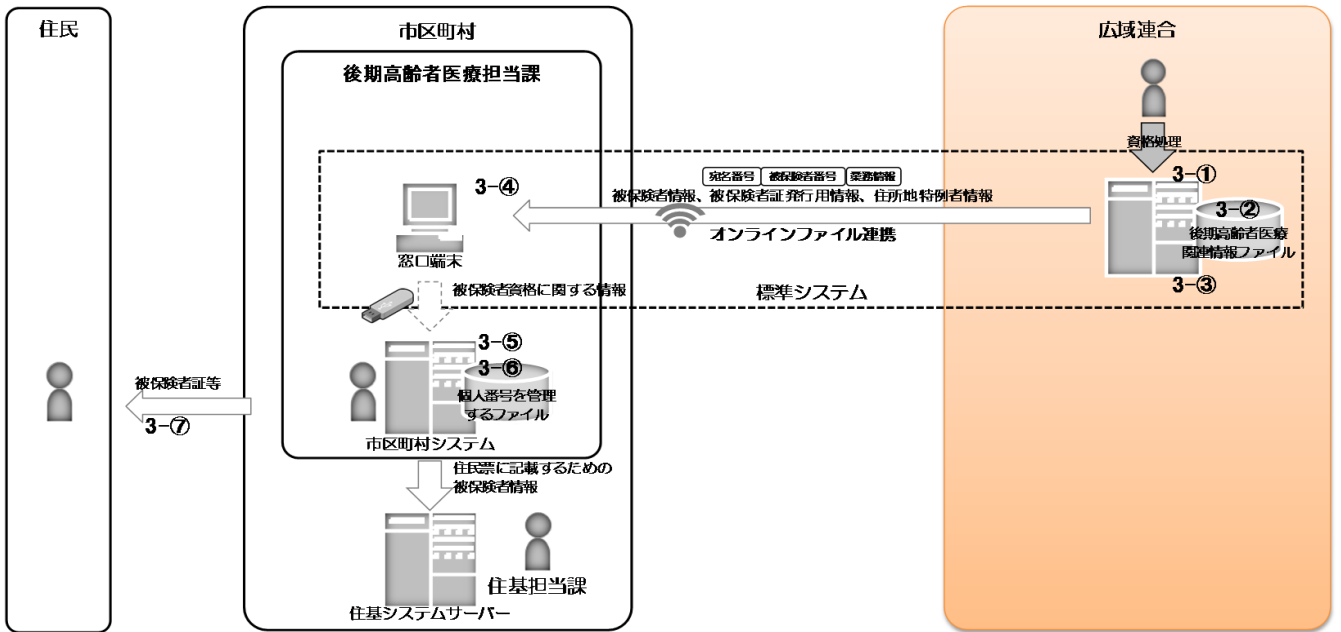 住民
市区町村
広域連合
後期高齢者医療担当課
資格処理
宛名番号 被保険者番号 業務情報
3-④
3-①
被保険者情報、被保険者証発行用情報、住所地特例者情報
3-②
オンラインファイル連携
後期高齢者医療
関連情報ファイル
窓口端末
3-③
被保険者資格に関する情報
標準システム
3-⑤
3-⑥
被保険者証等
個人番号を管理
するファイル
3-⑦
市区町村システム
住民票に記載するための
被保険者情報
住基担当課
住基システムサーバー